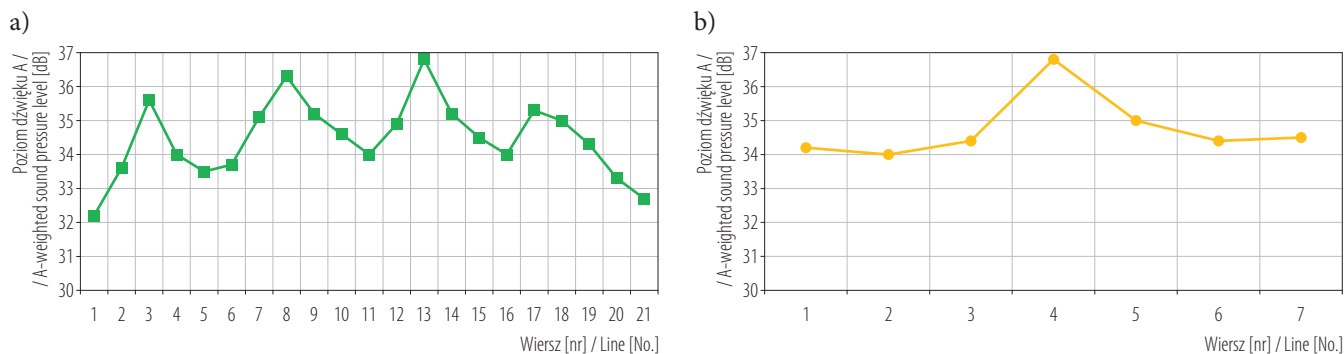 a)
Poziom dźwięku A /
/ A-weighted sound pressure level [dB]
37
36
35
34
33
32
31
30
1 2 3 4 5 6 7 8 9 10 11 12 13 14 15 16 17 18 19 20 21
Wiersz [nr] / Line [No.]
b)
Poziom dźwięku A /
/ A-weighted sound pressure level [dB]
37
36
35
34
33
32
31
30
1 2 3 4 5 6 7
Wiersz [nr] / Line [No.]